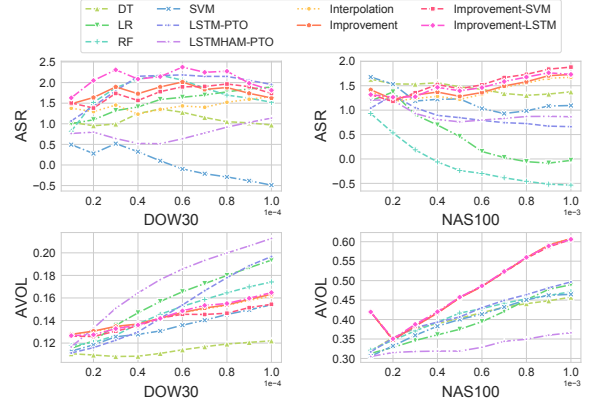 DT
LR
RF
SVM
LSTM-PTO
LSTMHAM-PTO
Interpolation
Improvement
Improvement-SVM
Improvement-LSTM
ASR
2.5
2.0
1.5
1.0
0.5
0.0
−0.5
0.2 0.4 0.6 0.8 1.0
1e−4
DOW30
ASR
2.0
1.5
1.0
0.5
0.0
−0.5
0.2 0.4 0.6 0.8 1.0
1e−3
NAS100
AVOL
0.20
0.18
0.16
0.14
0.12
0.2 0.4 0.6 0.8 1.0
1e−4
DOW30
AVOL
0.60
0.55
0.50
0.45
0.40
0.35
0.30
0.2 0.4 0.6 0.8 1.0
1e−3
NAS100